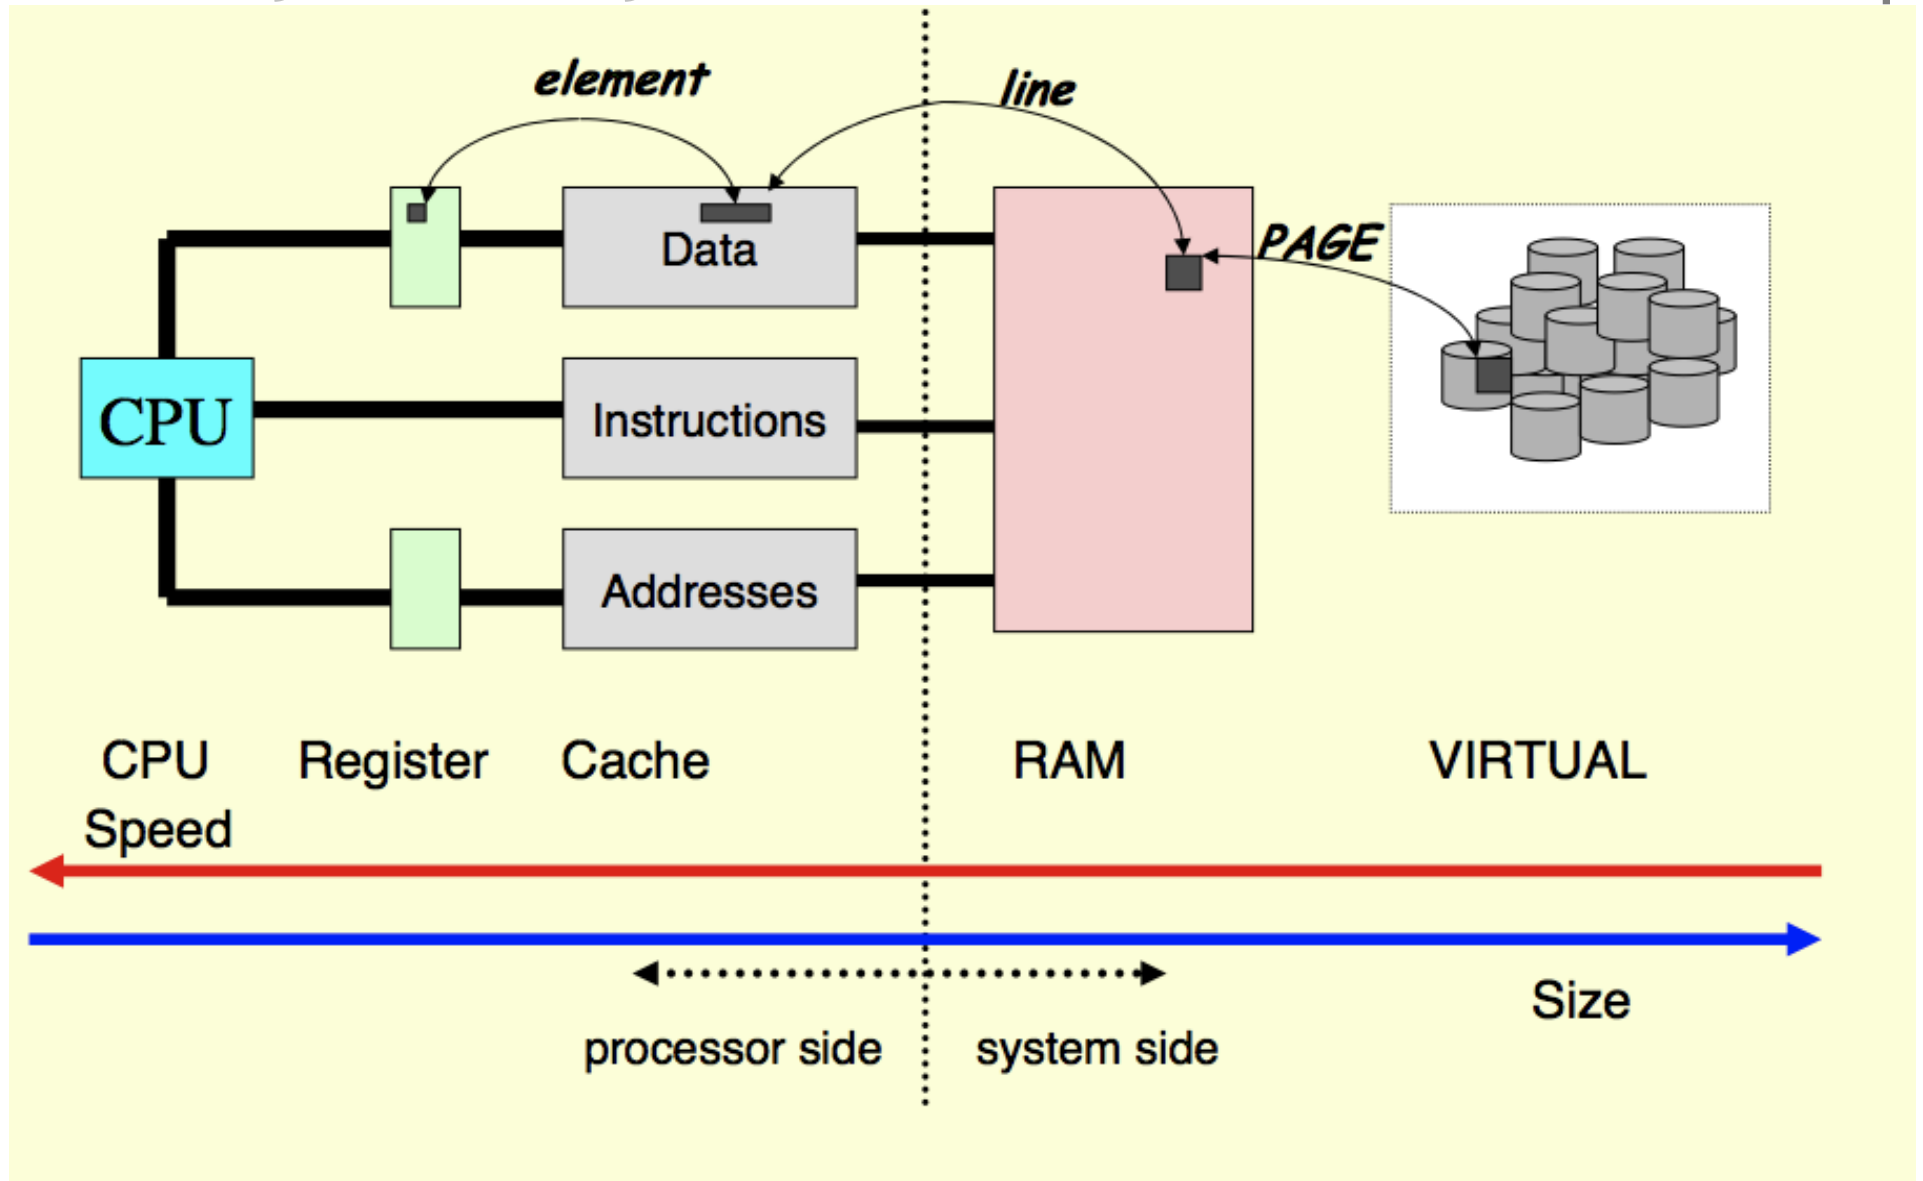 element
line
Data
PAGE
CPU
Instructions
Addresses
CPU
Register
Cache
RAM
VIRTUAL
Speed
Size
processor side
system side